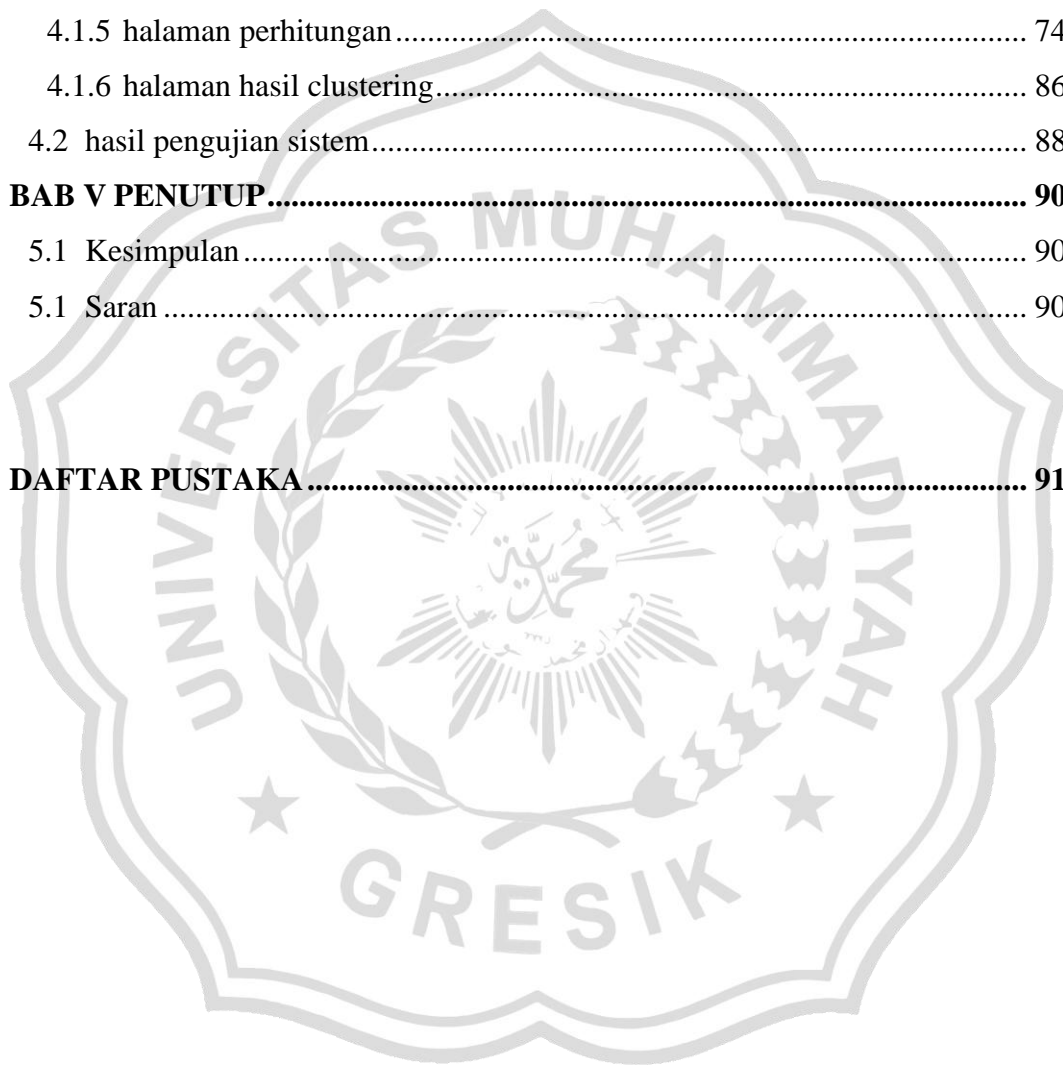 4.1.5 halaman perhitungan........................................................................ 74
4.1.6 halaman hasil clustering................................................................... 86
4.2 hasil pengujian sistem........................................................................... 88
BAB V PENUTUP........................................................................................ 90
5.1 Kesimpulan........................................................................................... 90
5.1 Saran..................................................................................................... 90
DAFTAR PUSTAKA................................................................................... 91
UNIVERSITAS MUHAMMADIYAH
GRESIK